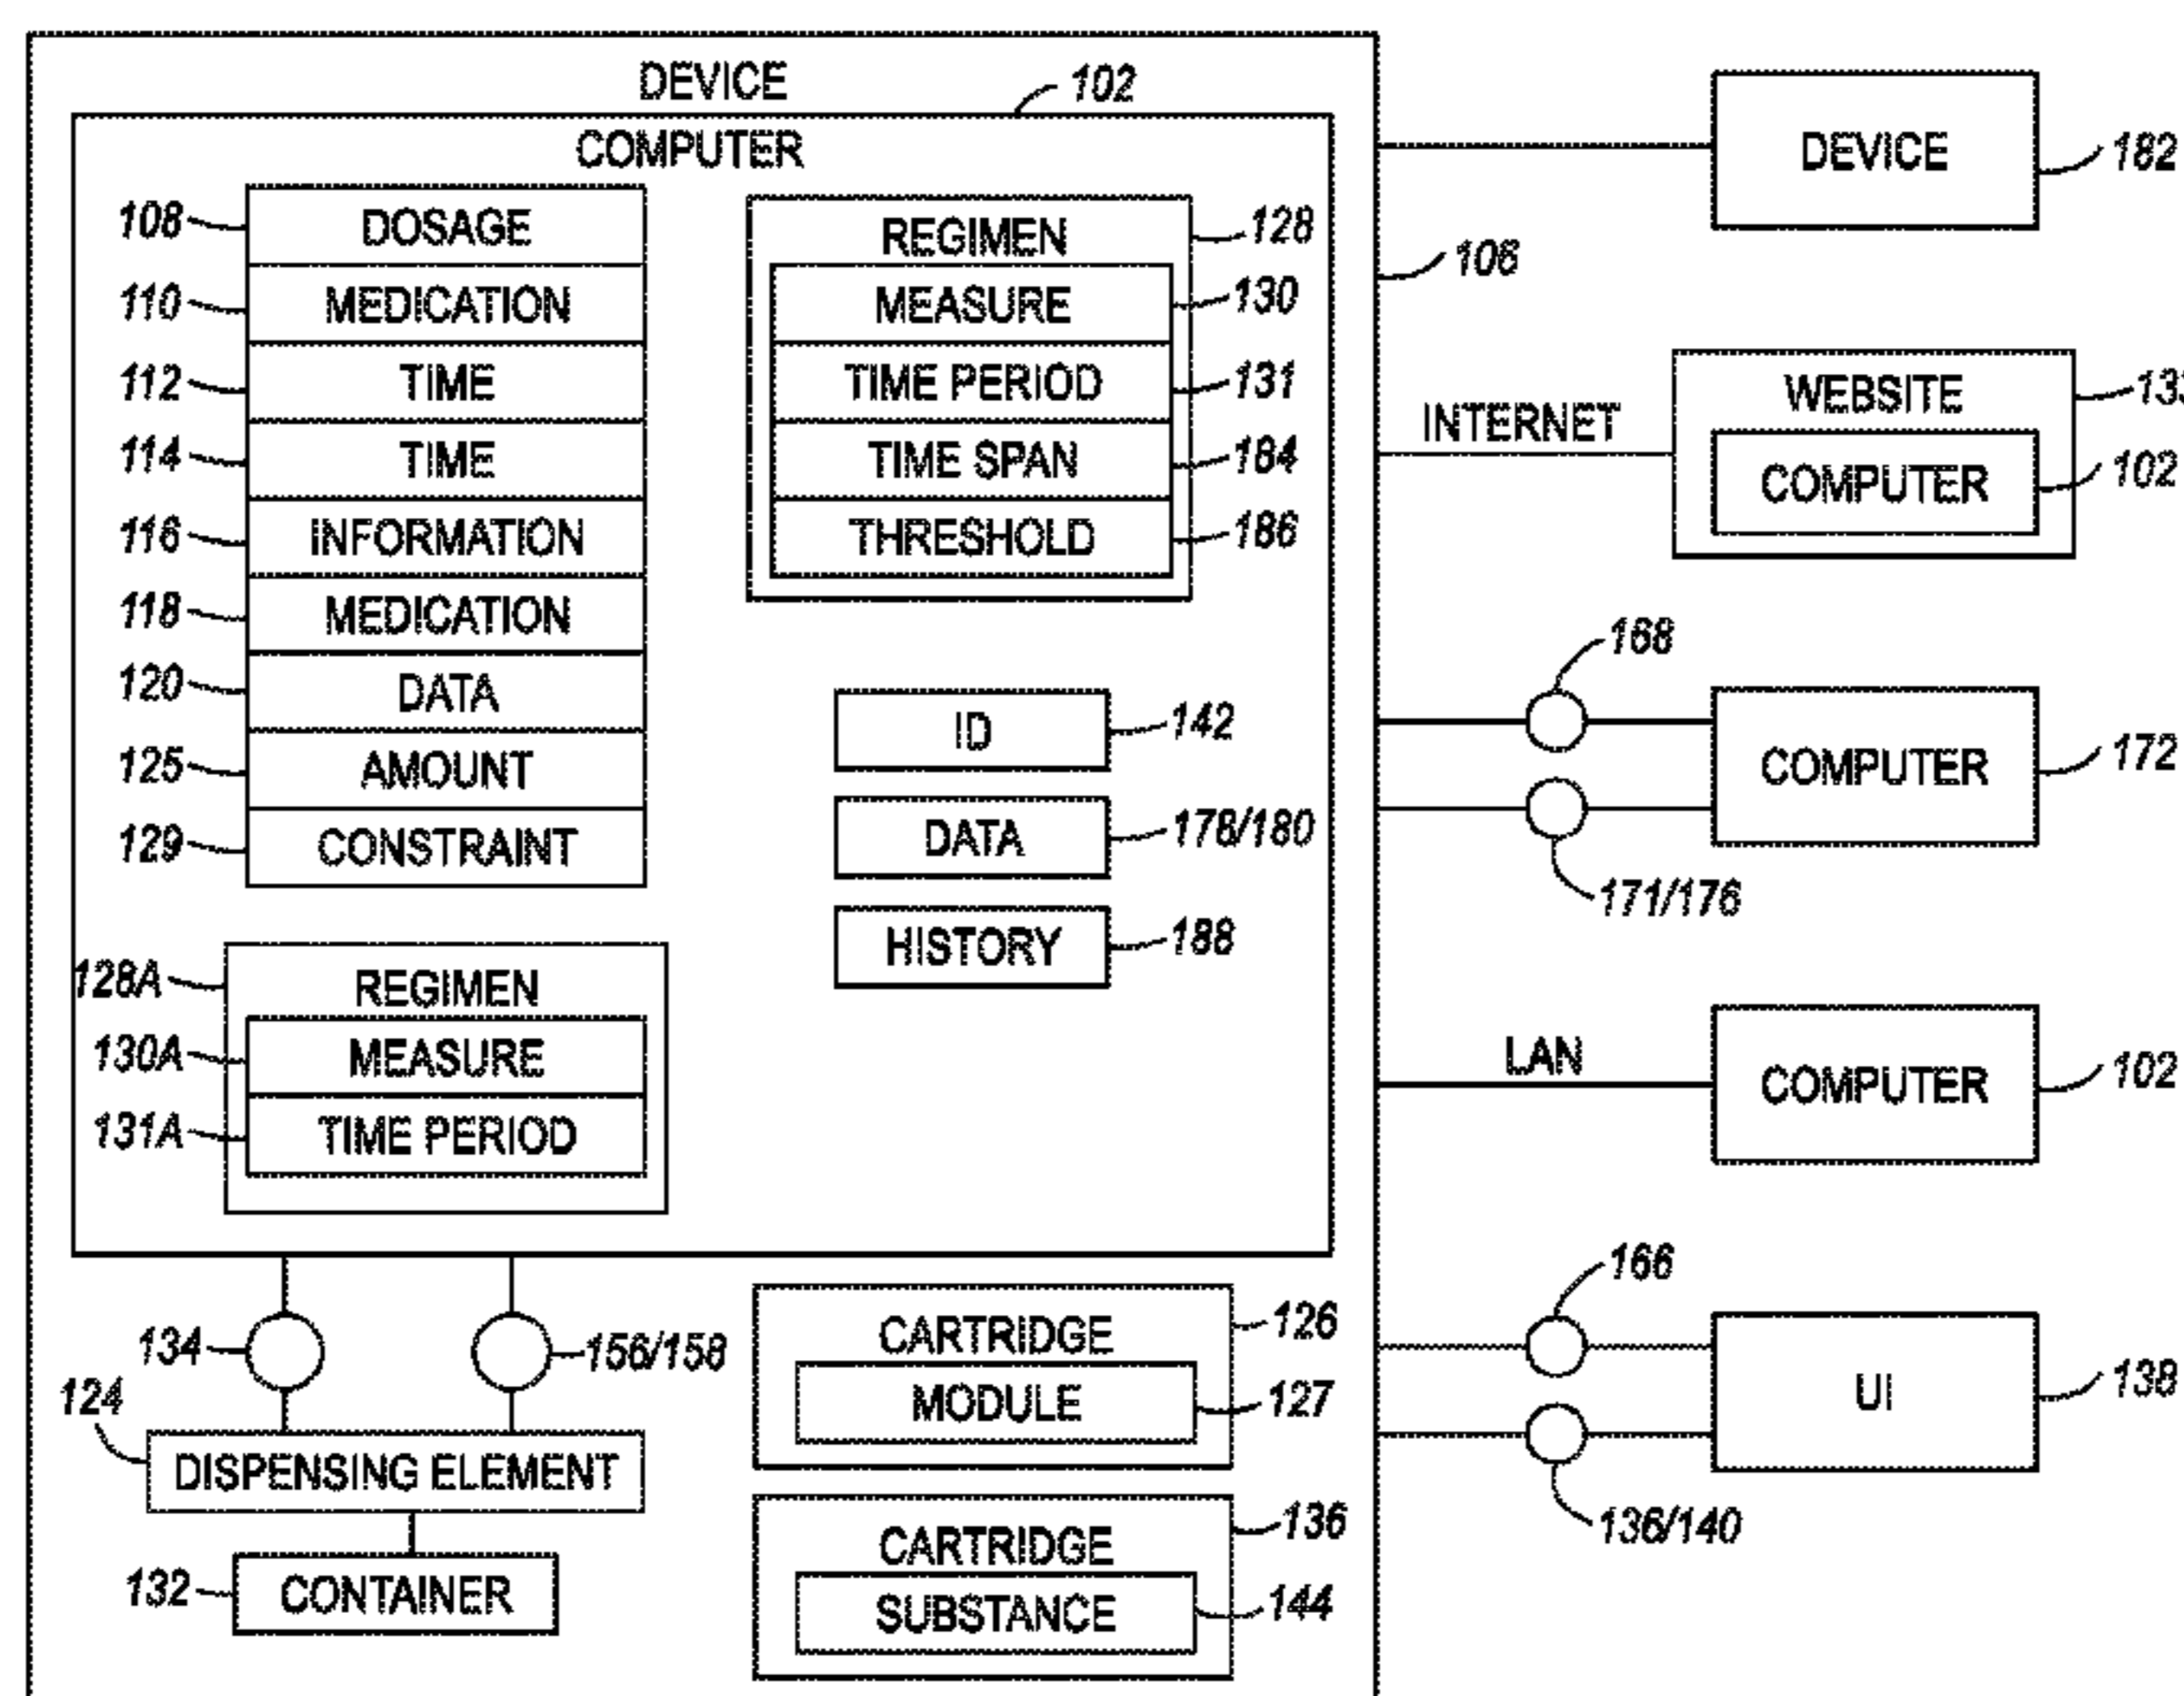 DEVICE
102
COMPUTER
108 DOSAGE
110 MEDICATION
112 TIME
114 TIME
116 INFORMATION
118 MEDICATION
120 DATA
125 AMOUNT
129 CONSTRAINT
REGIMEN 128
MEASURE 130
TIME PERIOD 131
TIME SPAN 184
THRESHOLD 186
ID 142
DATA 178/180
HISTORY 188
128A REGIMEN
130A MEASURE
131A TIME PERIOD
134
156/158
124
DISPENSING ELEMENT
132 CONTAINER
CARTRIDGE 126
MODULE 127
CARTRIDGE 136
SUBSTANCE 144
106
DEVICE 182
INTERNET
WEBSITE
COMPUTER 102
168
COMPUTER 172
171/176
LAN
COMPUTER 102
166
UI 138
136/140